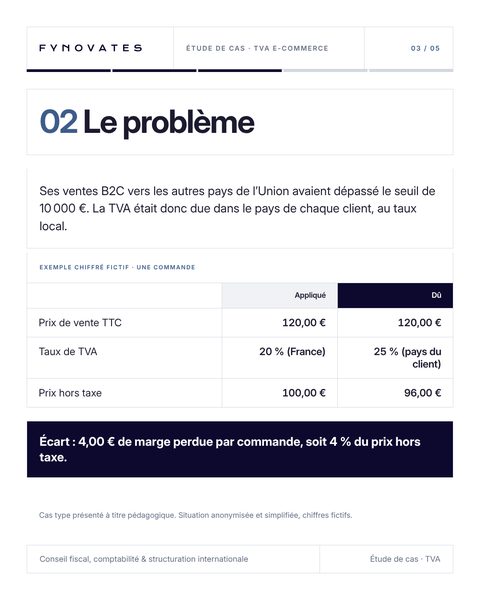 FYNOVATES
ÉTUDE DE CAS · TVA E-COMMERCE
03 / 05
02 Le problème
Ses ventes B2C vers les autres pays de l'Union avaient dépassé le seuil de
10 000 €. La TVA était donc due dans le pays de chaque client, au taux
local.
EXEMPLE CHIFFRÉ FICTIF · UNE COMMANDE
Appliqué Dû
Prix de vente TTC 120,00 € 120,00 €
Taux de TVA 20 % (France) 25 % (pays du
client)
Prix hors taxe 100,00 € 96,00 €
Écart : 4,00 € de marge perdue par commande, soit 4 % du prix hors
taxe.
Cas type présenté à titre pédagogique. Situation anonymisée et simplifiée, chiffres fictifs.
Conseil fiscal, comptabilité & structuration internationale
Étude de cas · TVA